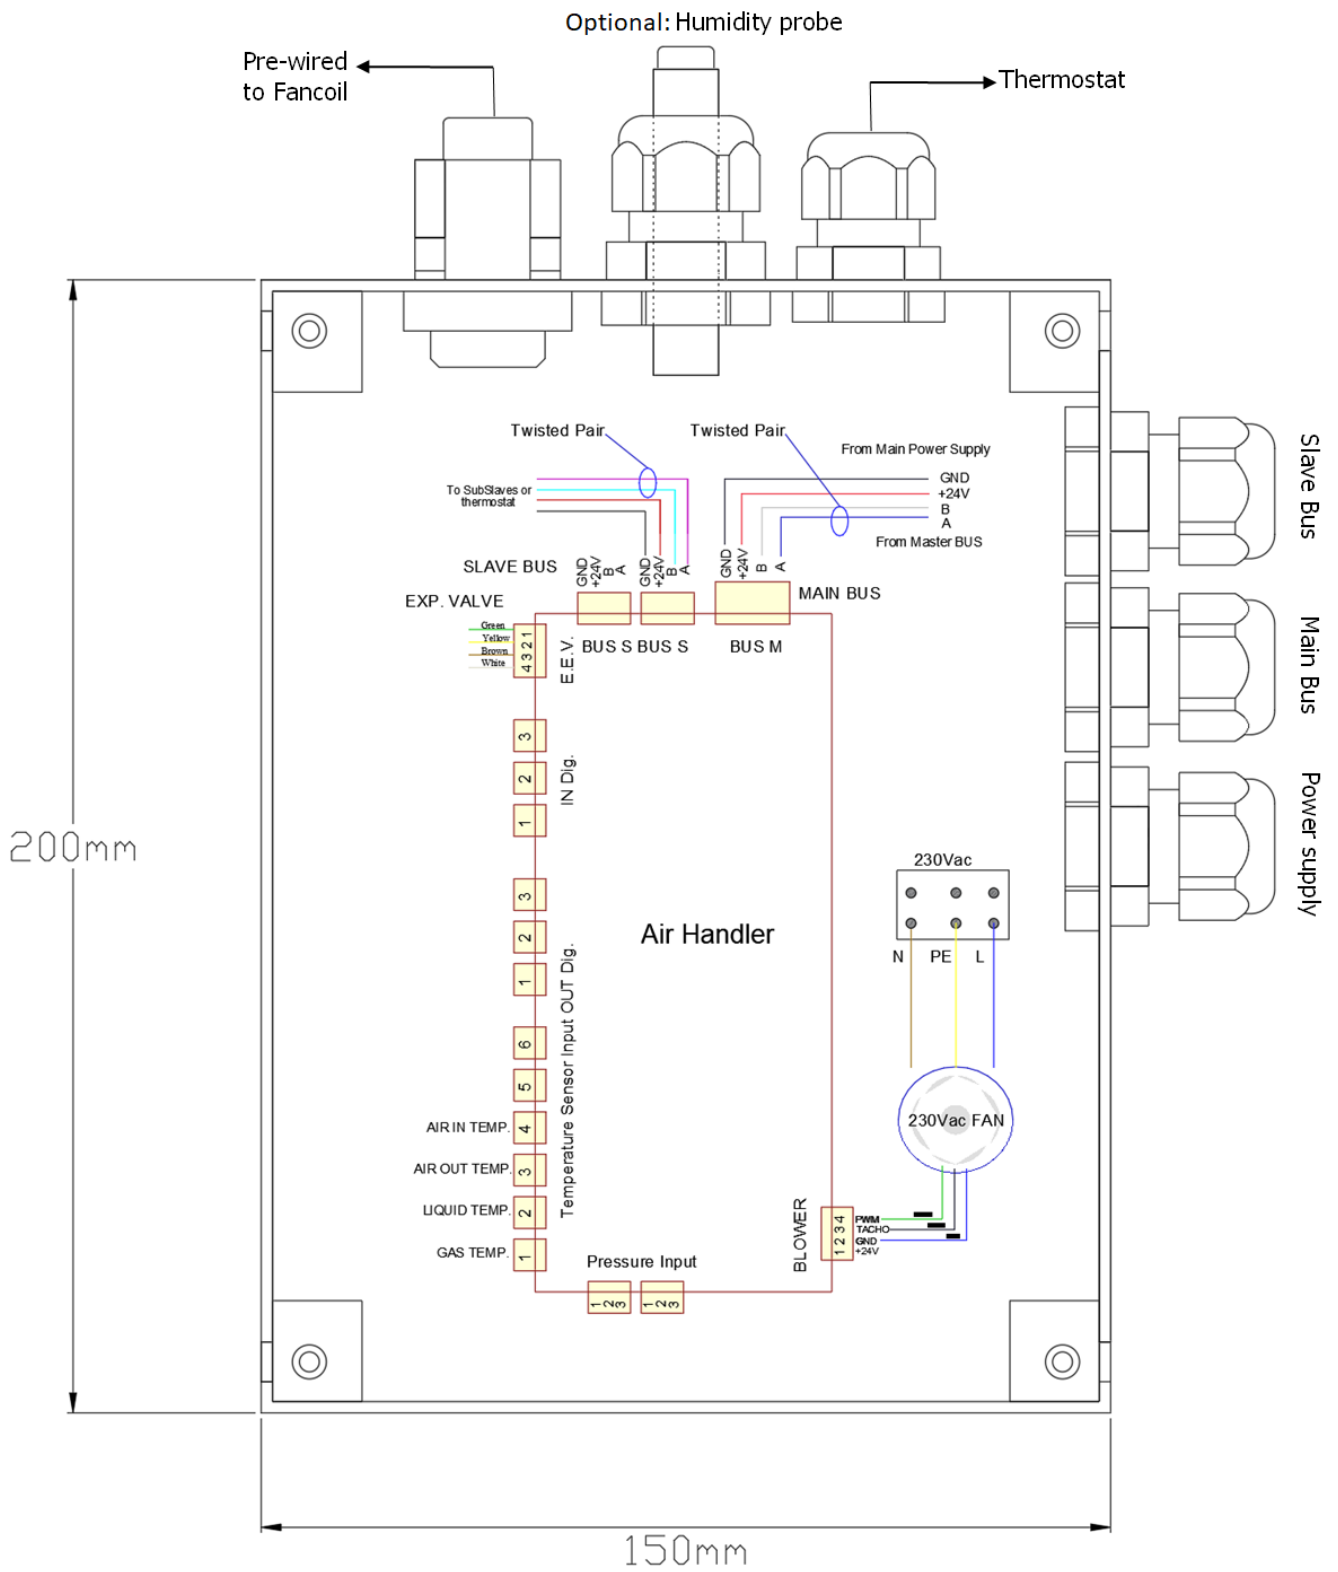 Optional: Humidity probe
Pre-wired
to Fancoil
Thermostat
Twisted Pair
Twisted Pair
From Main Power Supply
GND
+24V
B
A
From Master BUS
To SubSlaves or
thermostat
SLAVE BUS
GND
+24V
B
A
GND
+24V
B
A
GND
+24V
B
A
MAIN BUS
EXP. VALVE
BUS S
BUS S
BUS M
Green
Yellow
Brown
White
4 3 2 1
E.E.V.
3
2
1
IN Dig.
3
2
1
OUT Dig.
6
5
4
3
2
1
Temperature Sensor Input
AIR IN TEMP.
AIR OUT TEMP.
LIQUID TEMP.
GAS TEMP.
Air Handler
230Vac
N
PE
L
230Vac FAN
BLOWER
1 2 3 4
PWM
TACHO
GND
+24V
Pressure Input
1 2 3
1 2 3
Slave Bus
Main Bus
Power supply
200mm
150mm